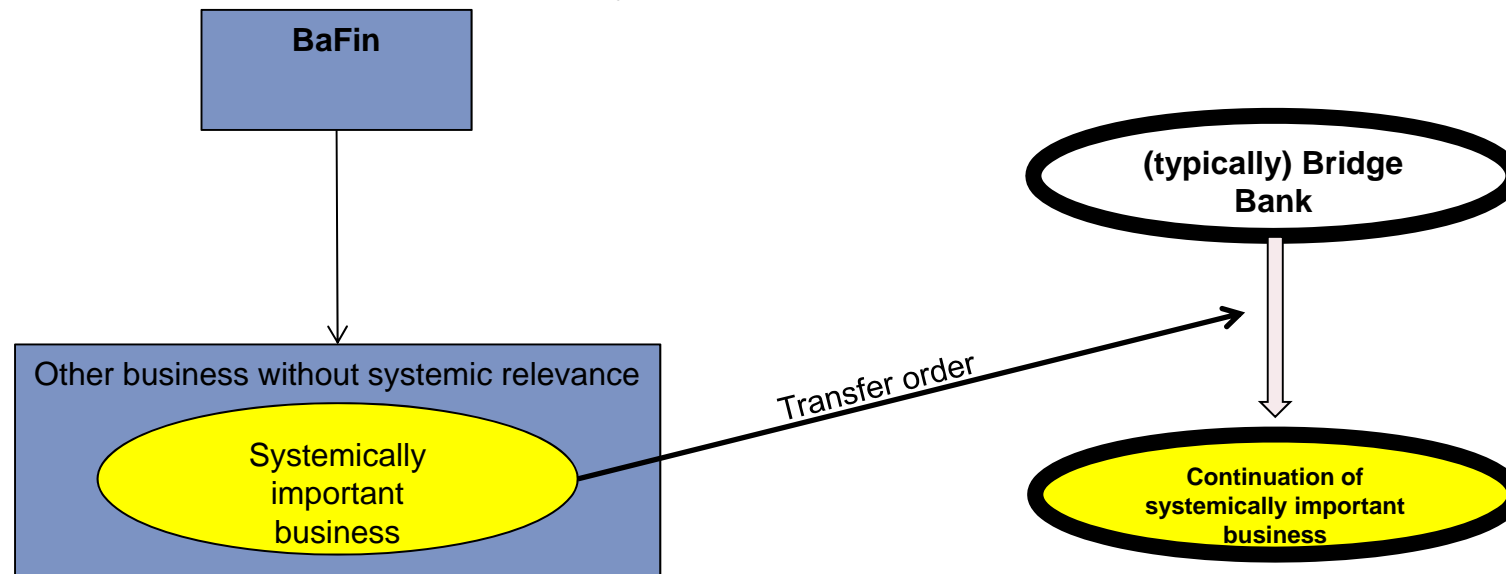 BaFin
(typically) Bridge
Bank
Other business without systemic relevance
Transfer order
Systemically
important
business
Continuation of
systemically important
business